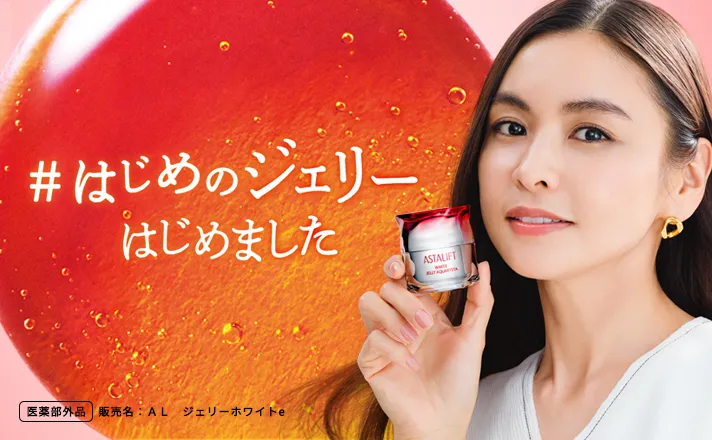 #はじめのジェリー
はじめました
ASTALIFT
WHITE
JELLY AQUARYSTA
医薬部外品 販売名：ＡＬ　ジェリーホワイトe